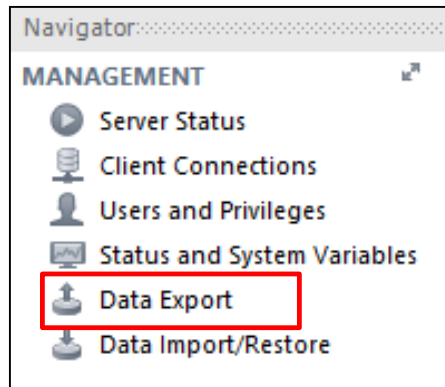 Navigator
MANAGEMENT
Server Status
Client Connections
Users and Privileges
Status and System Variables
Data Export
Data Import/Restore